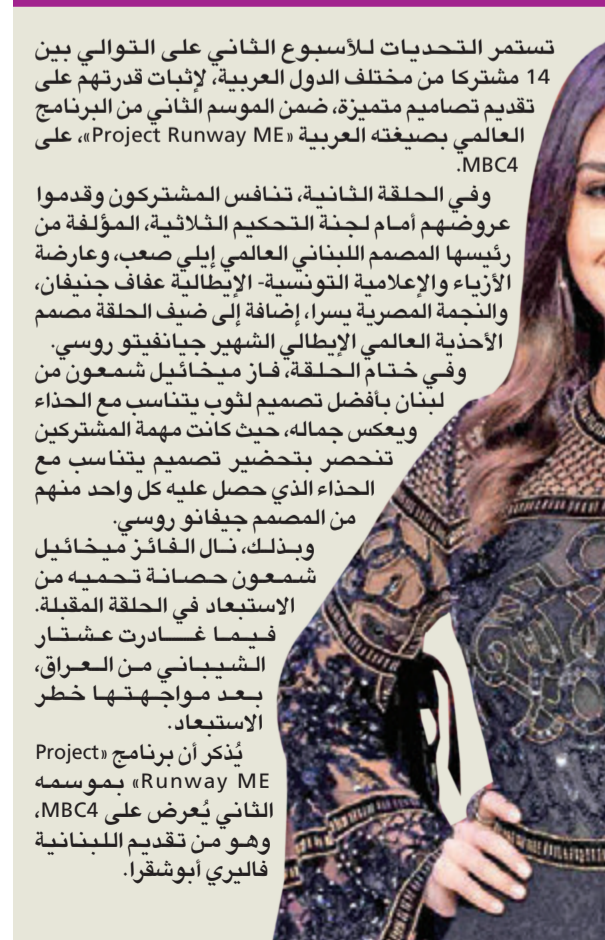 تستمر التحديات للأسبوع الثاني على التوالي بين
14 مشتركا من مختلف الدول العربية، لإثبات قدرتهم على
تقديم تصاميم متميزة، ضمن الموسم الثاني من البرنامج
العالمي بصيغته العربية «Project Runway ME»، على
MBC4.
وفي الحلقة الثانية، تنافس المشتركون وقدموا
عروضهم أمام لجنة التحكيم الثلاثية، المؤلفة من
رئيسها المصمم اللبناني العالمي إيلي صعب، وعارضة
الأزياء والإعلامية التونسية- الإيطالية عفاف جنيفان،
والنجمة المصرية يسرا، إضافة إلى ضيف الحلقة مصمم
الأحذية العالمي الإيطالي الشهير جيانفيتو روسي.
وفي ختام الحلقة، فاز ميخائيل شمعون من
لبنان بأفضل تصميم لثوب يتناسب مع الحذاء
ويعكس جماله، حيث كانت مهمة المشتركين
تنحصر بتحضير تصميم يتناسب مع
الحذاء الذي حصل عليه كل واحد منهم
من المصمم جيفانو روسي.
وبذلك، نال الفائز ميخائيل
شمعون حصانة تحميه من
الاستبعاد في الحلقة المقبلة.
فيما غادرت عشتار
الشيباني من العراق،
بعد مواجهتها خطر
الاستبعاد.
يُذكر أن برنامج «Project
Runway ME» بموسمه
الثاني يُعرض على MBC4،
وهو من تقديم اللبنانية
فاليري أبوشقرا.